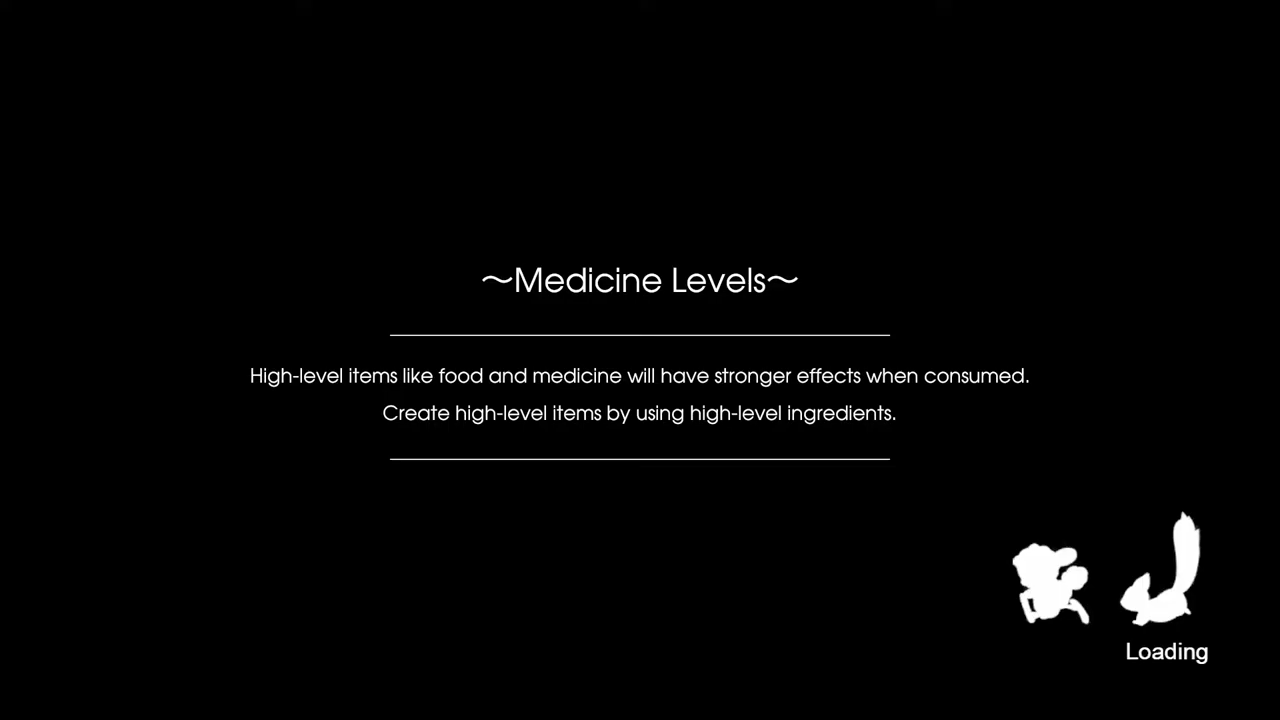 ～Medicine Levels～
High-level items like food and medicine will have stronger effects when consumed.
Create high-level items by using high-level ingredients.
Loading